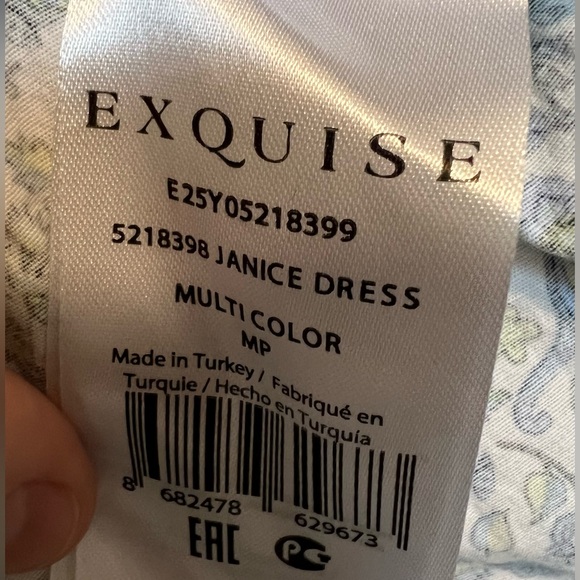 EXQUISE
E25Y05218399
5218398 JANICE DRESS
MULTI COLOR
MP
Made in Turkey / Fabriqué en
Turquie / Hecho en Turquía
8 682478 629673
EAC PG